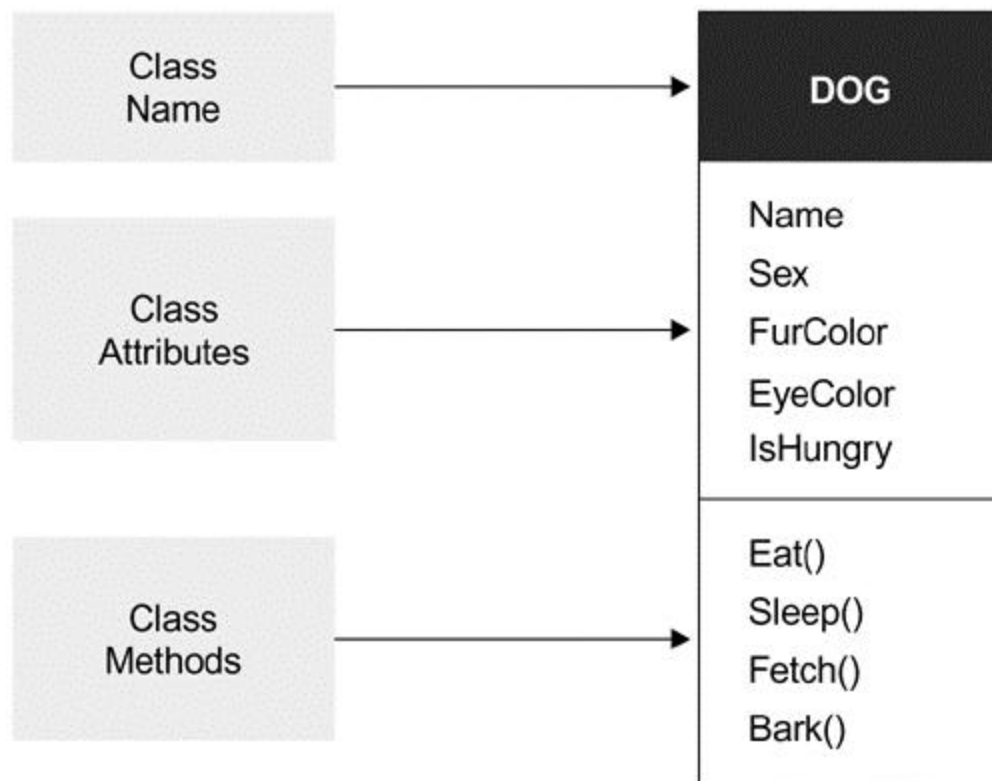 Class
Name
DOG
Class
Attributes
Name
Sex
FurColor
EyeColor
IsHungry
Class
Methods
Eat()
Sleep()
Fetch()
Bark()